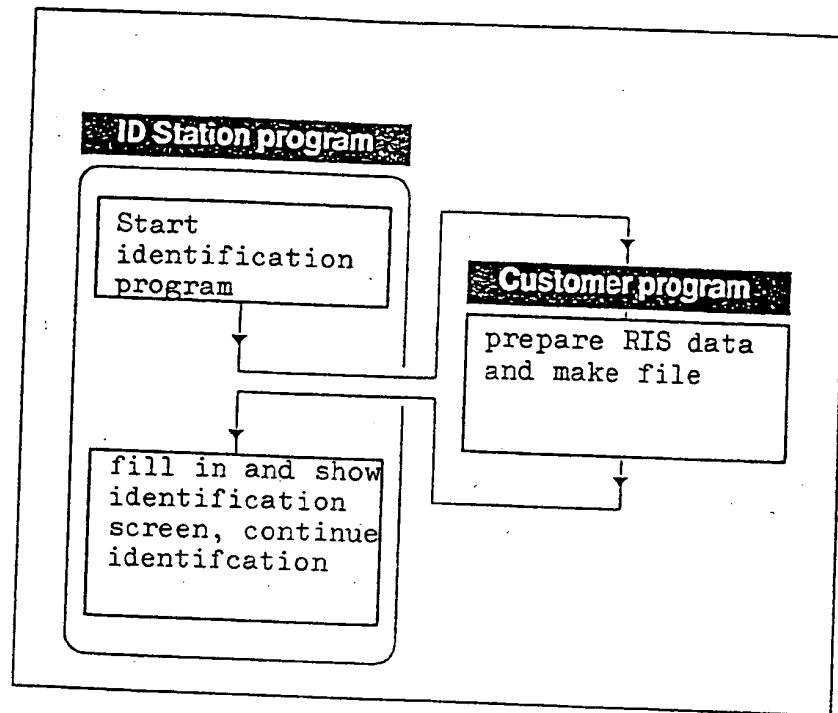 ID Station program
Start
identification
program
Customer program
prepare RIS data
and make file
fill in and show
identification
screen, continue
identifcation